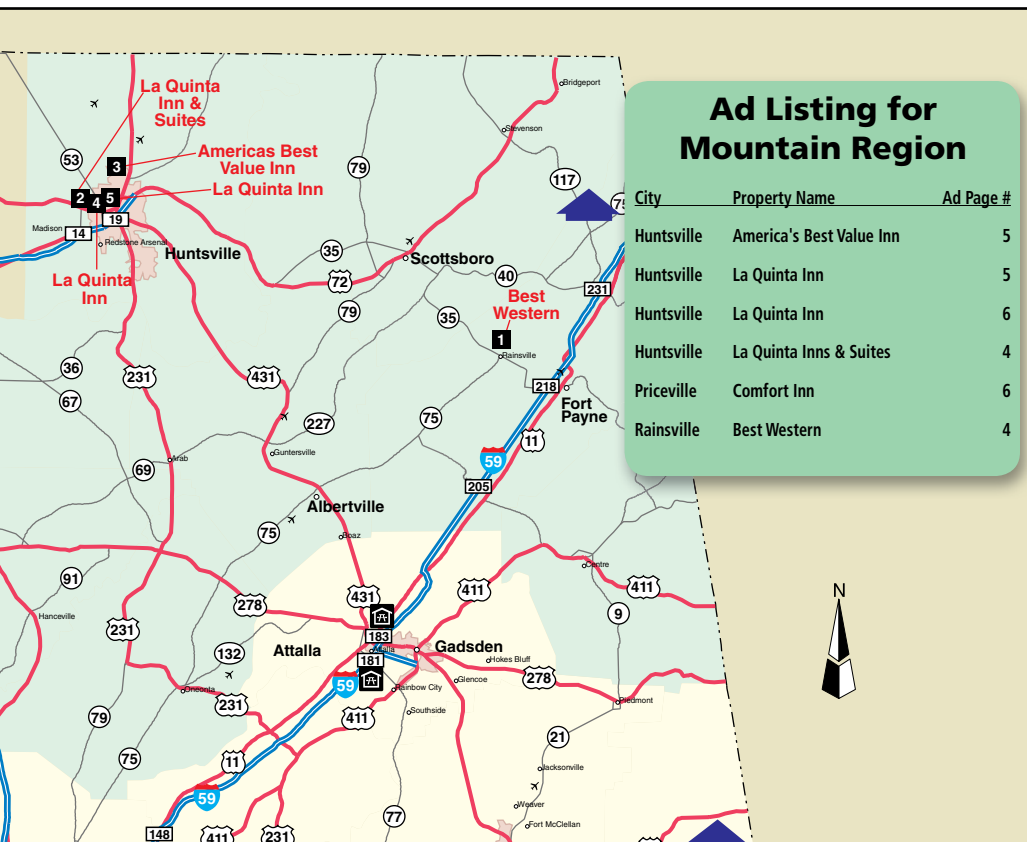 Ad Listing for
Mountain Region
City Property Name Ad Page #
Huntsville America's Best Value Inn 5
Huntsville La Quinta Inn 5
Huntsville La Quinta Inn 6
Huntsville La Quinta Inns & Suites 4
Priceville Comfort Inn 6
Rainsville Best Western 4
La Quinta
Inn &
Suites
Bridgeport
Stevenson
53
3
Americas Best
Value Inn
79
117
75
2
4
5
La Quinta Inn
Madison
14
19
Redstone Arsenal
Huntsville
35
Scottsboro
La Quinta
Inn
72
40
231
79
35
Best
Western
1
Rainsville
36
231
431
218
67
227
75
Fort
Payne
11
Arab
69
Guntersville
59
205
Albertville
75
Boaz
Centre
91
278
431
411
411
9
Hanceville
231
183
132
Attalla
Attalla
181
Gadsden
Hokes Bluff
59
Glencoe
278
Oneonta
231
Rainbow City
Piedmont
79
411
Southside
75
11
21
Jacksonville
59
Weaver
77
Fort McClellan
148
411
231
N